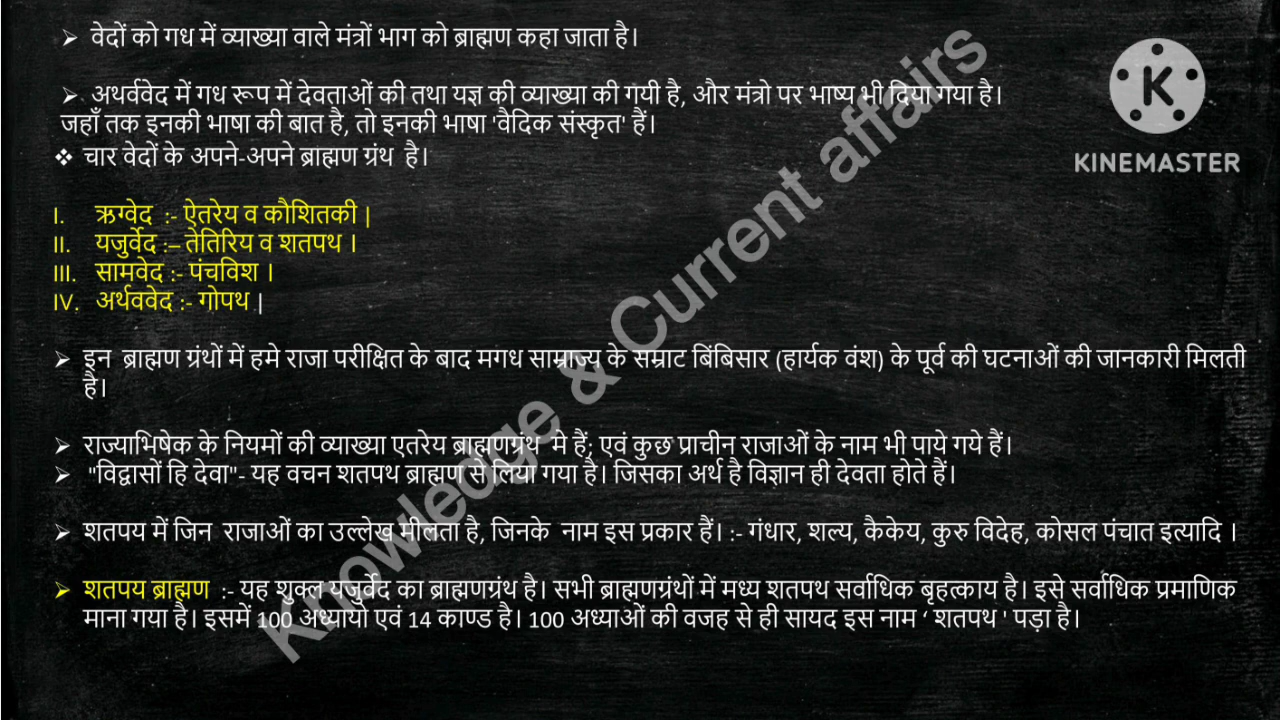 ➢ वेदों को गध में व्याख्या वाले मंत्रों भाग को ब्राह्मण कहा जाता है।
➢ अथर्ववेद में गध रूप में देवताओं की तथा यज्ञ की व्याख्या की गयी है, और मंत्रो पर भाष्य भी दिया गया है।
जहाँ तक इनकी भाषा की बात है, तो इनकी भाषा 'वैदिक संस्कृत' हैं।
❖ चार वेदों के अपने-अपने ब्राह्मण ग्रंथ है।
I. ऋग्वेद :- ऐतरेय व कौशितकी |
II. यजुर्वेद :– तेतिरिय व शतपथ ।
III. सामवेद :- पंचविश ।
IV. अर्थववेद :- गोपथ |
➢ इन ब्राह्मण ग्रंथों में हमे राजा परीक्षित के बाद मगध साम्राज्य के सम्राट बिंबिसार (हार्यक वंश) के पूर्व की घटनाओं की जानकारी मिलती
है।
➢ राज्याभिषेक के नियमों की व्याख्या एतरेय ब्राह्मणग्रंथ मे हैं; एवं कुछ प्राचीन राजाओं के नाम भी पाये गये हैं।
➢ "विद्वासों हि देवा"- यह वचन शतपथ ब्राह्मण से लिया गया है। जिसका अर्थ है विज्ञान ही देवता होते हैं।
➢ शतपय में जिन राजाओं का उल्लेख मीलता है, जिनके नाम इस प्रकार हैं। :- गंधार, शल्य, कैकेय, कुरु विदेह, कोसल पंचात इत्यादि ।
➢ शतपय ब्राह्मण :- यह शुक्ल यजुर्वेद का ब्राह्मणग्रंथ है। सभी ब्राह्मणग्रंथों में मध्य शतपथ सर्वाधिक बृहत्काय है। इसे सर्वाधिक प्रमाणिक
माना गया है। इसमें 100 अध्यायो एवं 14 काण्ड है। 100 अध्याओं की वजह से ही सायद इस नाम ‘ शतपथ ' पड़ा है।
Knowledge & Current affairs
K
KINEMASTER